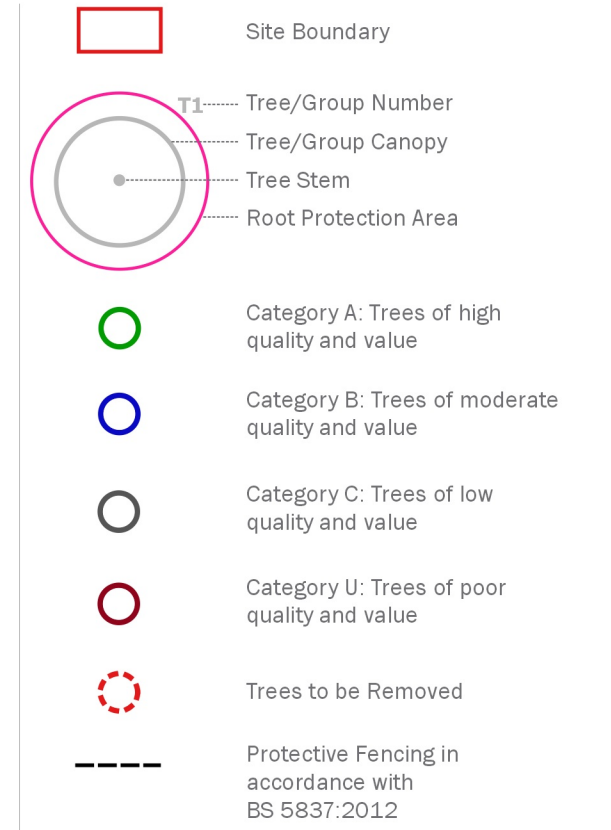 Site Boundary
T1
Tree/Group Number
Tree/Group Canopy
Tree Stem
Root Protection Area
Category A: Trees of high
quality and value
Category B: Trees of moderate
quality and value
Category C: Trees of low
quality and value
Category U: Trees of poor
quality and value
Trees to be Removed
Protective Fencing in
accordance with
BS 5837:2012